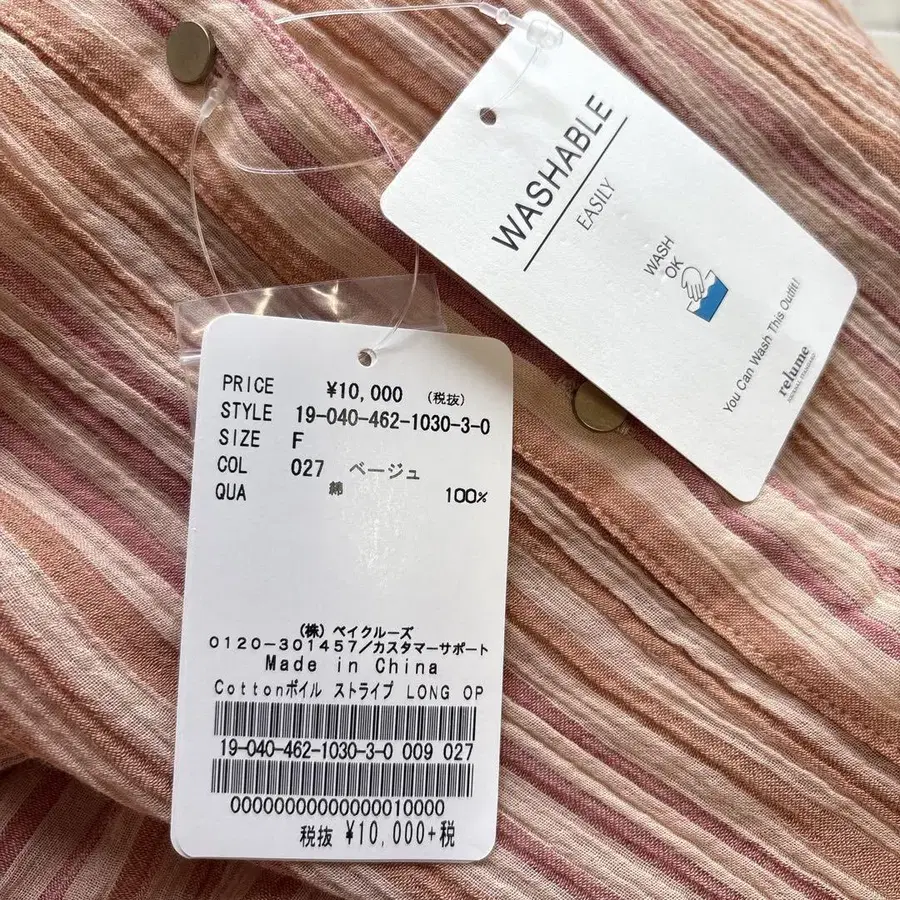 WASHABLE
EASILY
WASH
OK
You Can Wash This Outfit!
relume
PRICE ¥10,000 (税抜)
STYLE 19-040-462-1030-3-0
SIZE F
COL 027 ベージュ
QUA 綿 100%
(株) ベイクルーズ
0120-301457/カスタマーサポート
Made in China
Cottonボイル ストライプ LONG OP
19-040-462-1030-3-0 009 027
00000000000000010000
税抜 ¥10,000+税